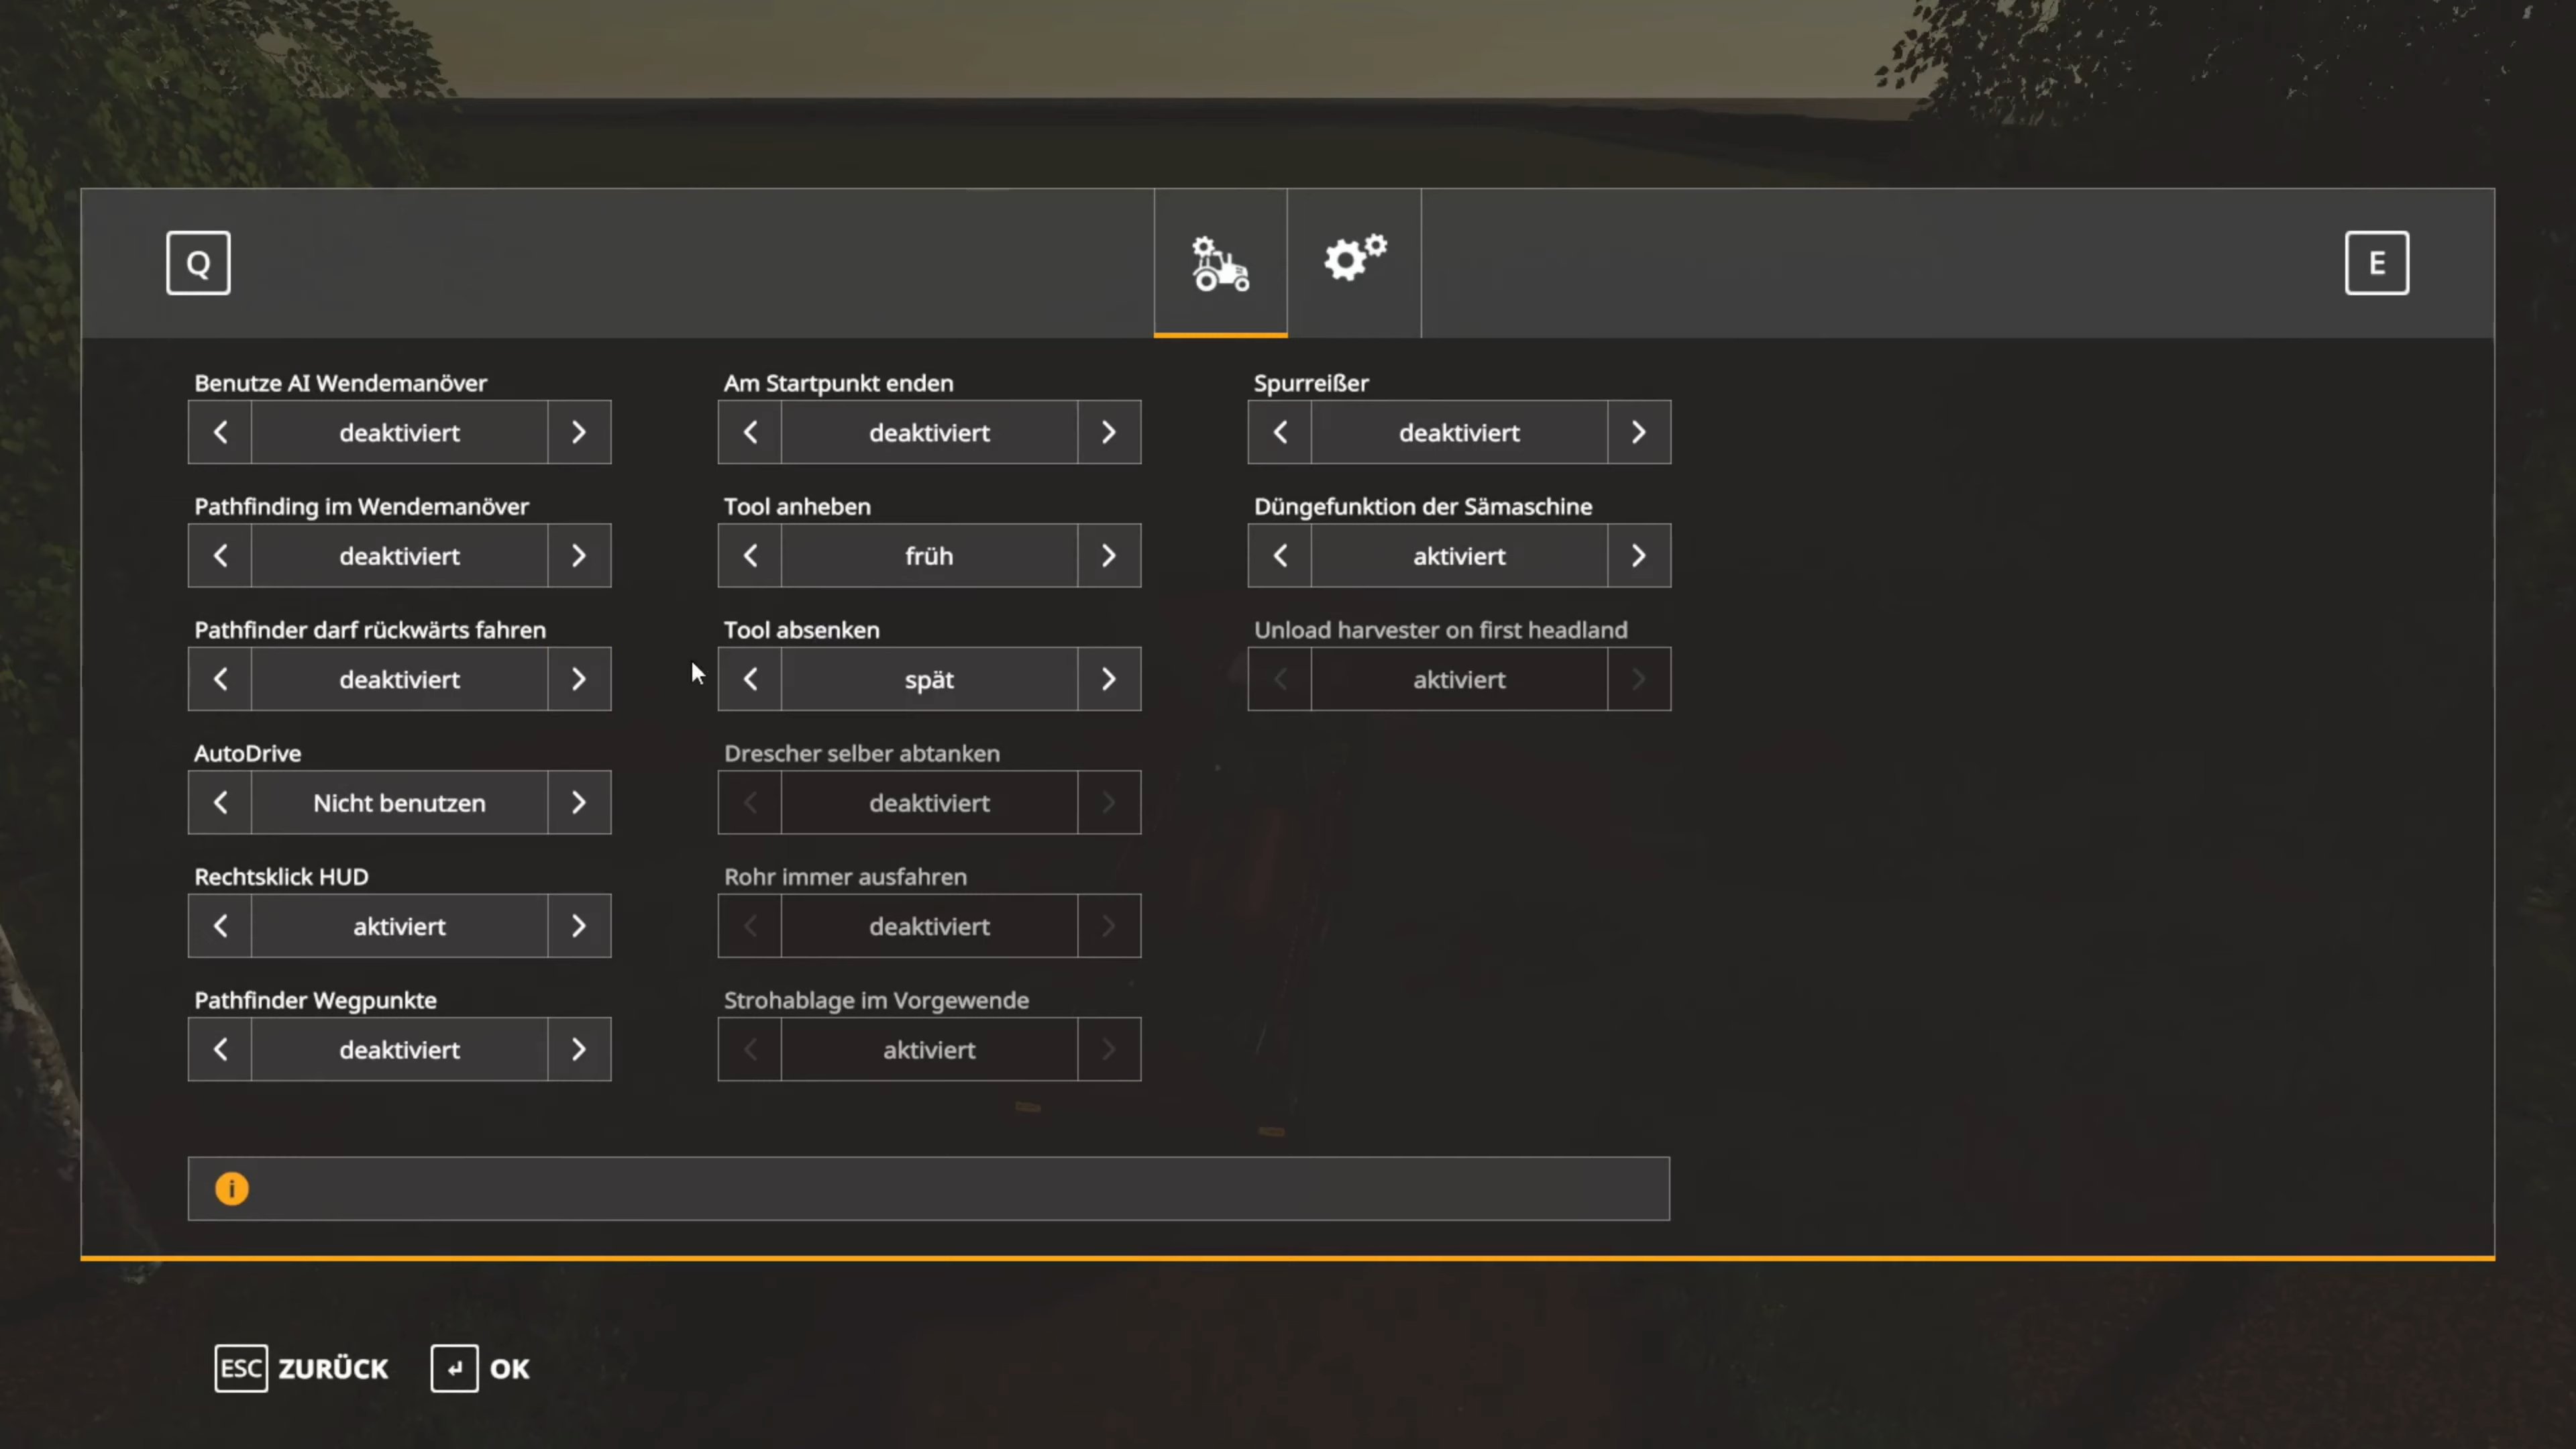 Q
E
Benutze AI Wendemanöver
deaktiviert
Pathfinding im Wendemanöver
deaktiviert
Pathfinder darf rückwärts fahren
deaktiviert
AutoDrive
Nicht benutzen
Rechtsklick HUD
aktiviert
Pathfinder Wegpunkte
deaktiviert
Am Startpunkt enden
deaktiviert
Tool anheben
früh
Tool absenken
spät
Drescher selber abtanken
deaktiviert
Rohr immer ausfahren
deaktiviert
Strohablage im Vorgewende
aktiviert
Spurreißer
deaktiviert
Düngefunktion der Sämaschine
aktiviert
Unload harvester on first headland
aktiviert
i
ESC ZURÜCK
OK